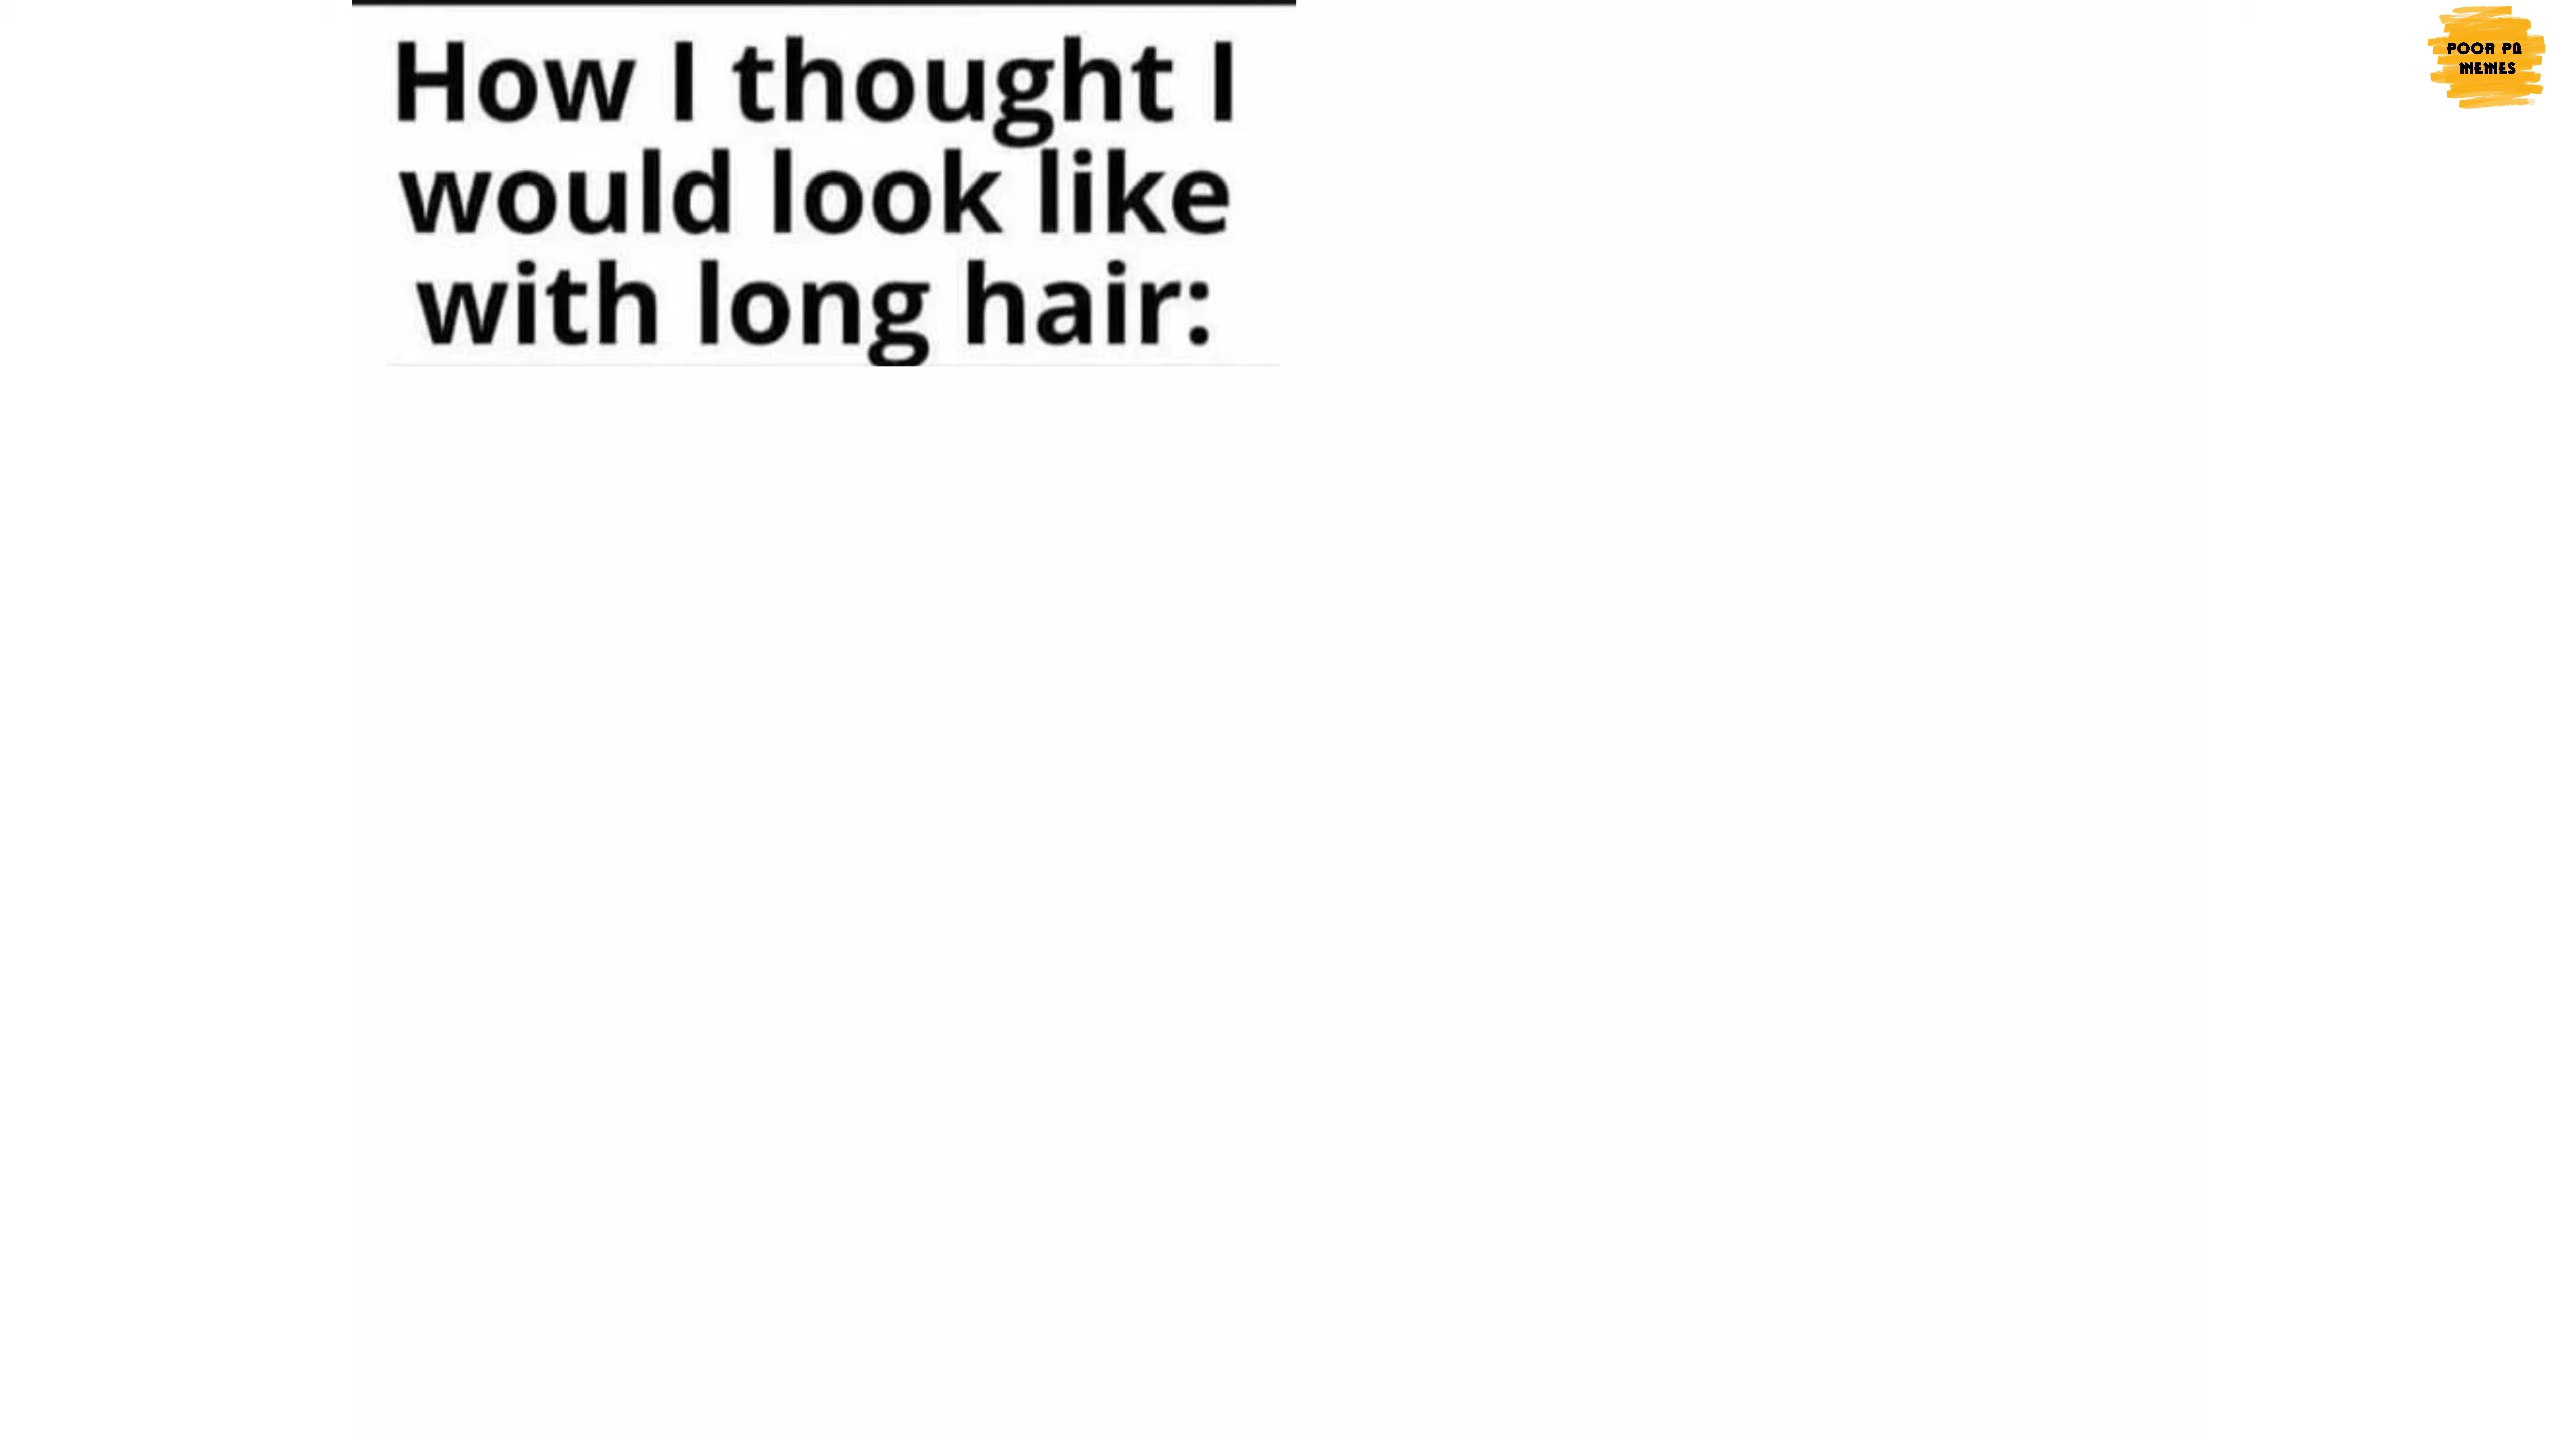 How I thought I
would look like
with long hair:
POOR PA
MEMES